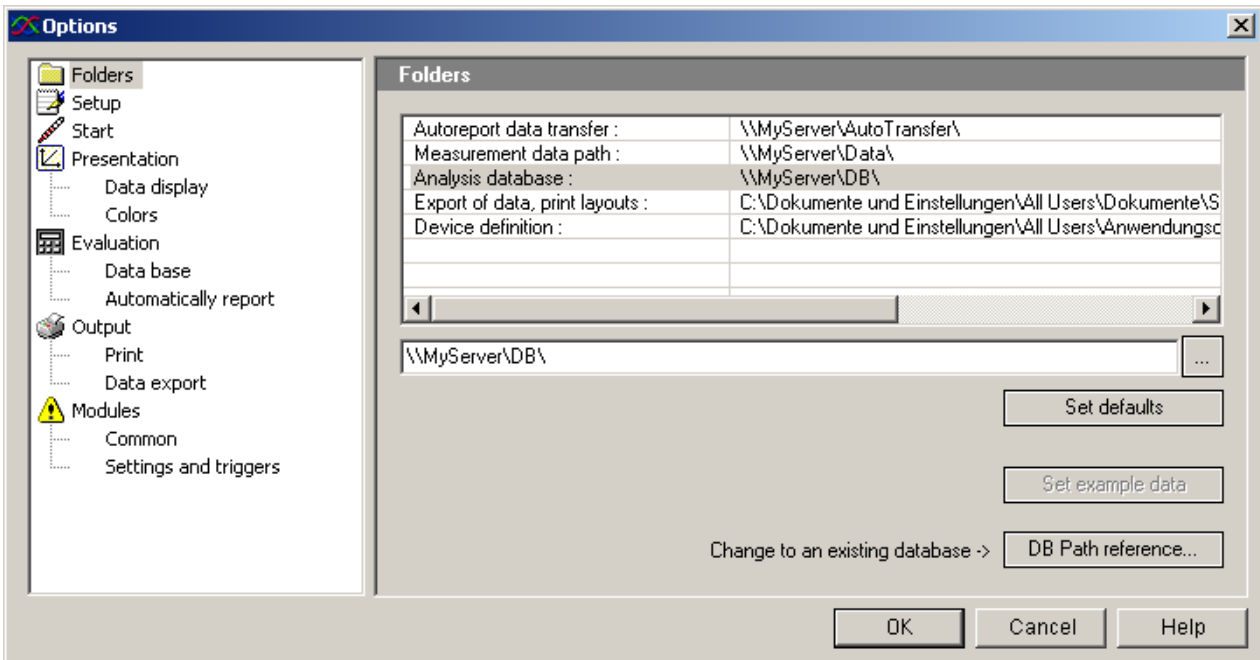 Options
Folders
Setup
Start
Presentation
Data display
Colors
Evaluation
Data base
Automatically report
Output
Print
Data export
Modules
Common
Settings and triggers
Folders
Autoreport data transfer : \\MyServer\AutoTransfer\
Measurement data path : \\MyServer\Data\
Analysis database : \\MyServer\DB\
Export of data, print layouts : C:\Dokumente und Einstellungen\All Users\Dokumente\S
Device definition : C:\Dokumente und Einstellungen\All Users\Anwendungsc
\\MyServer\DB\
...
Set defaults
Set example data
Change to an existing database -> DB Path reference...
OK Cancel Help